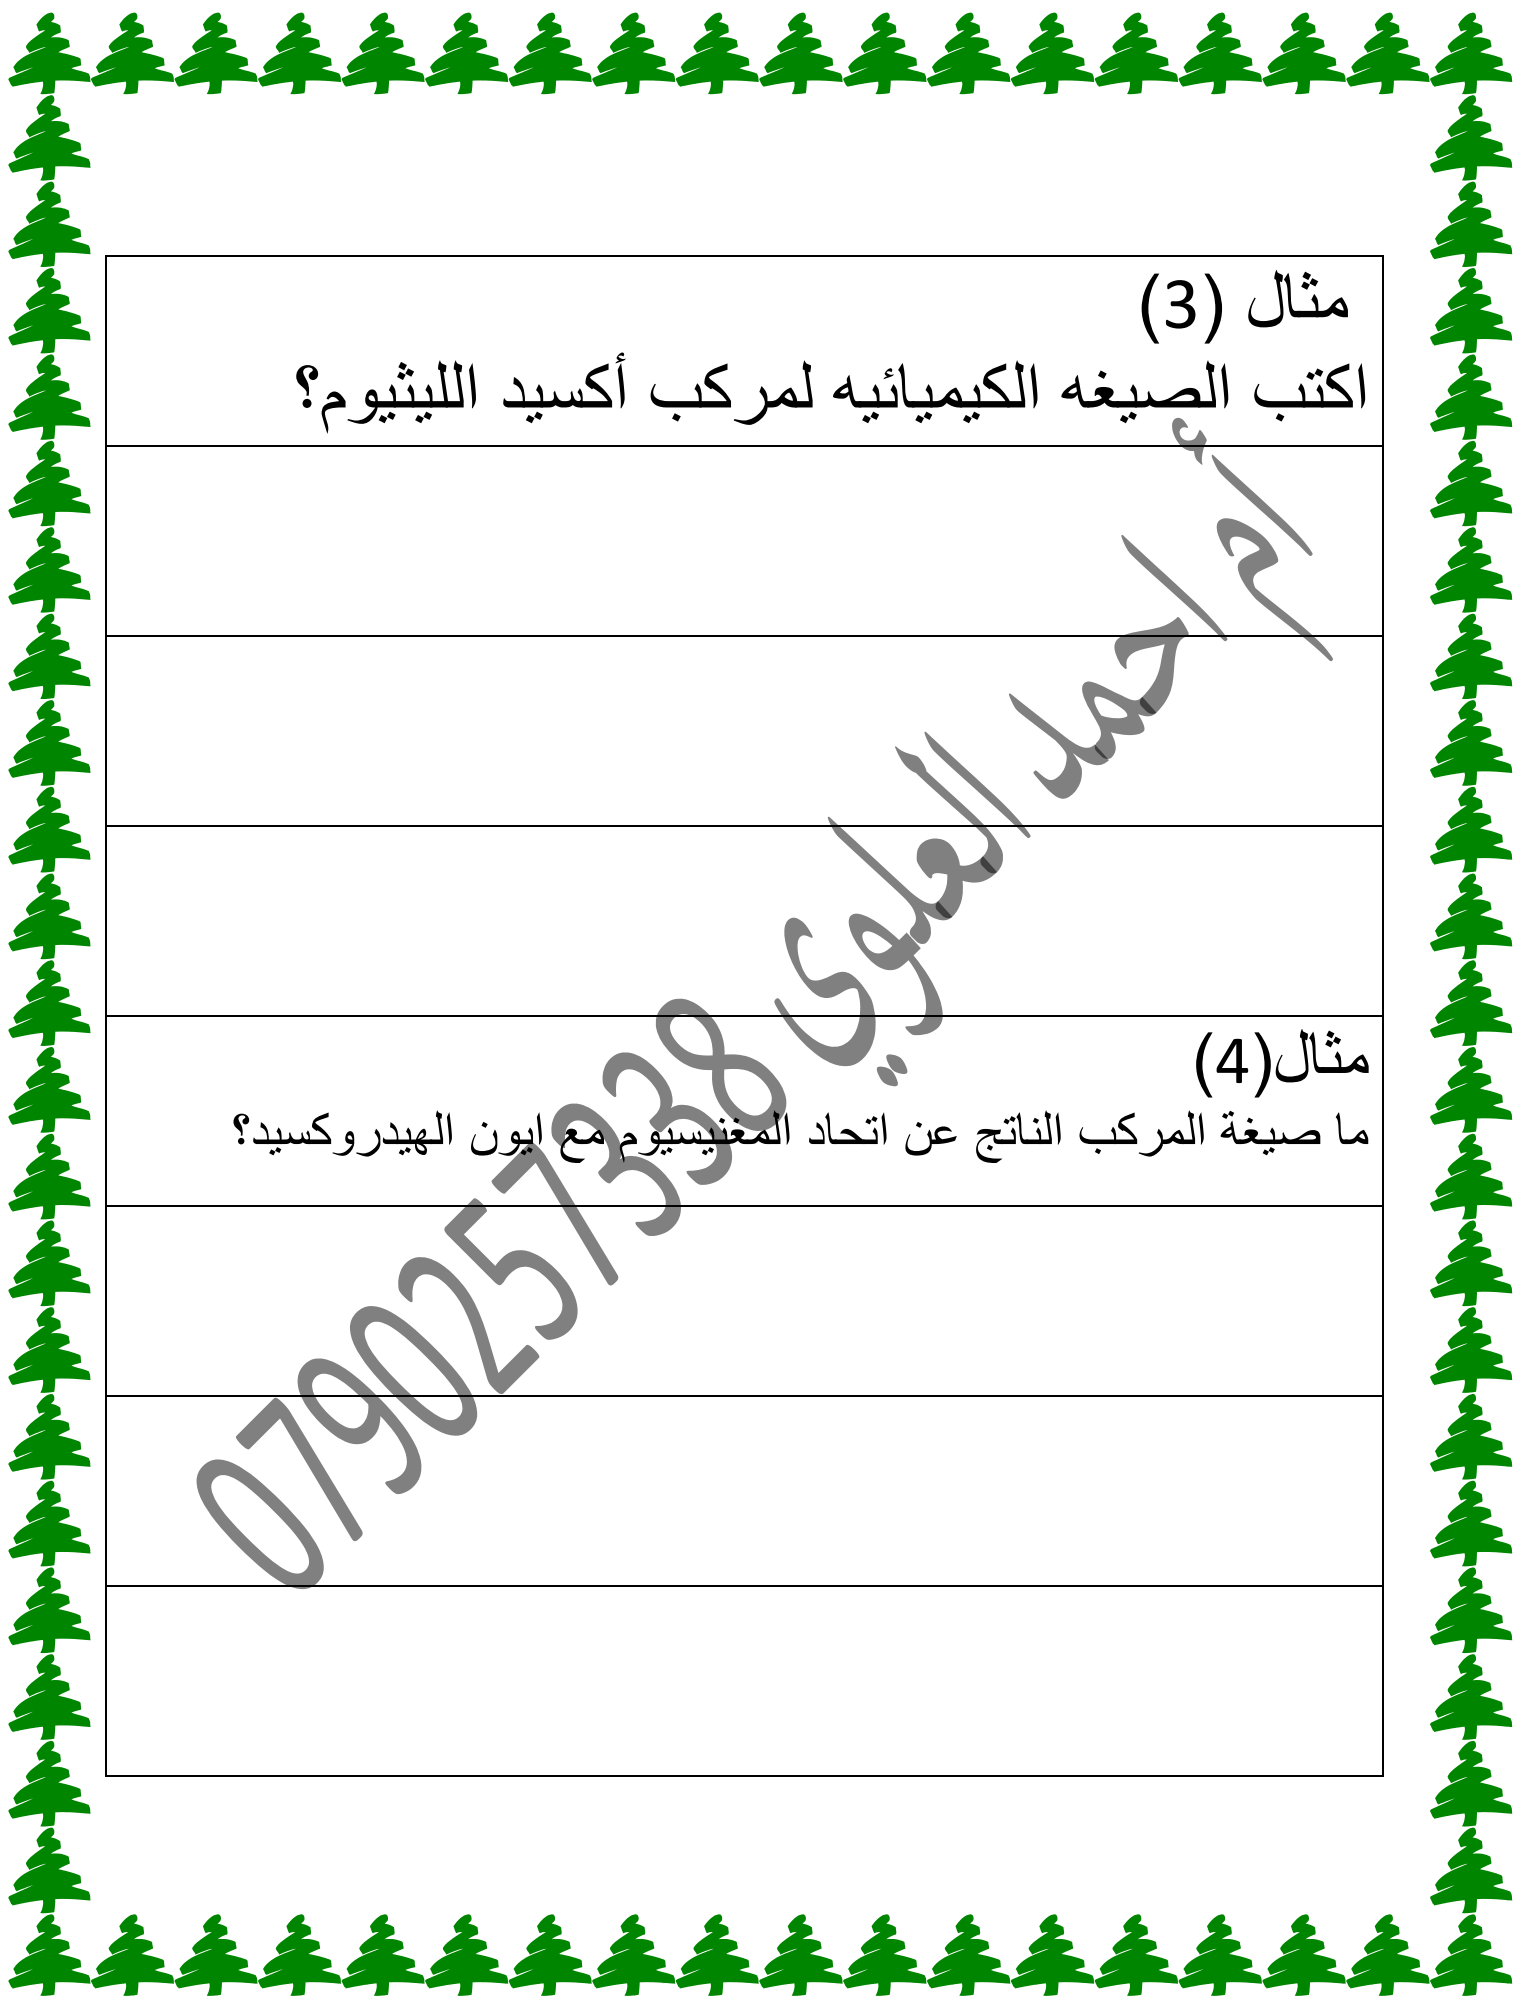 مثال (3)
اكتب الصيغه الكيميائيه لمركب أكسيد الليثيوم؟
أم احمد العلوي 0790257338
مثال(4)
ما صيغة المركب الناتج عن اتحاد المغنيسيوم مع ايون الهيدروكسيد؟